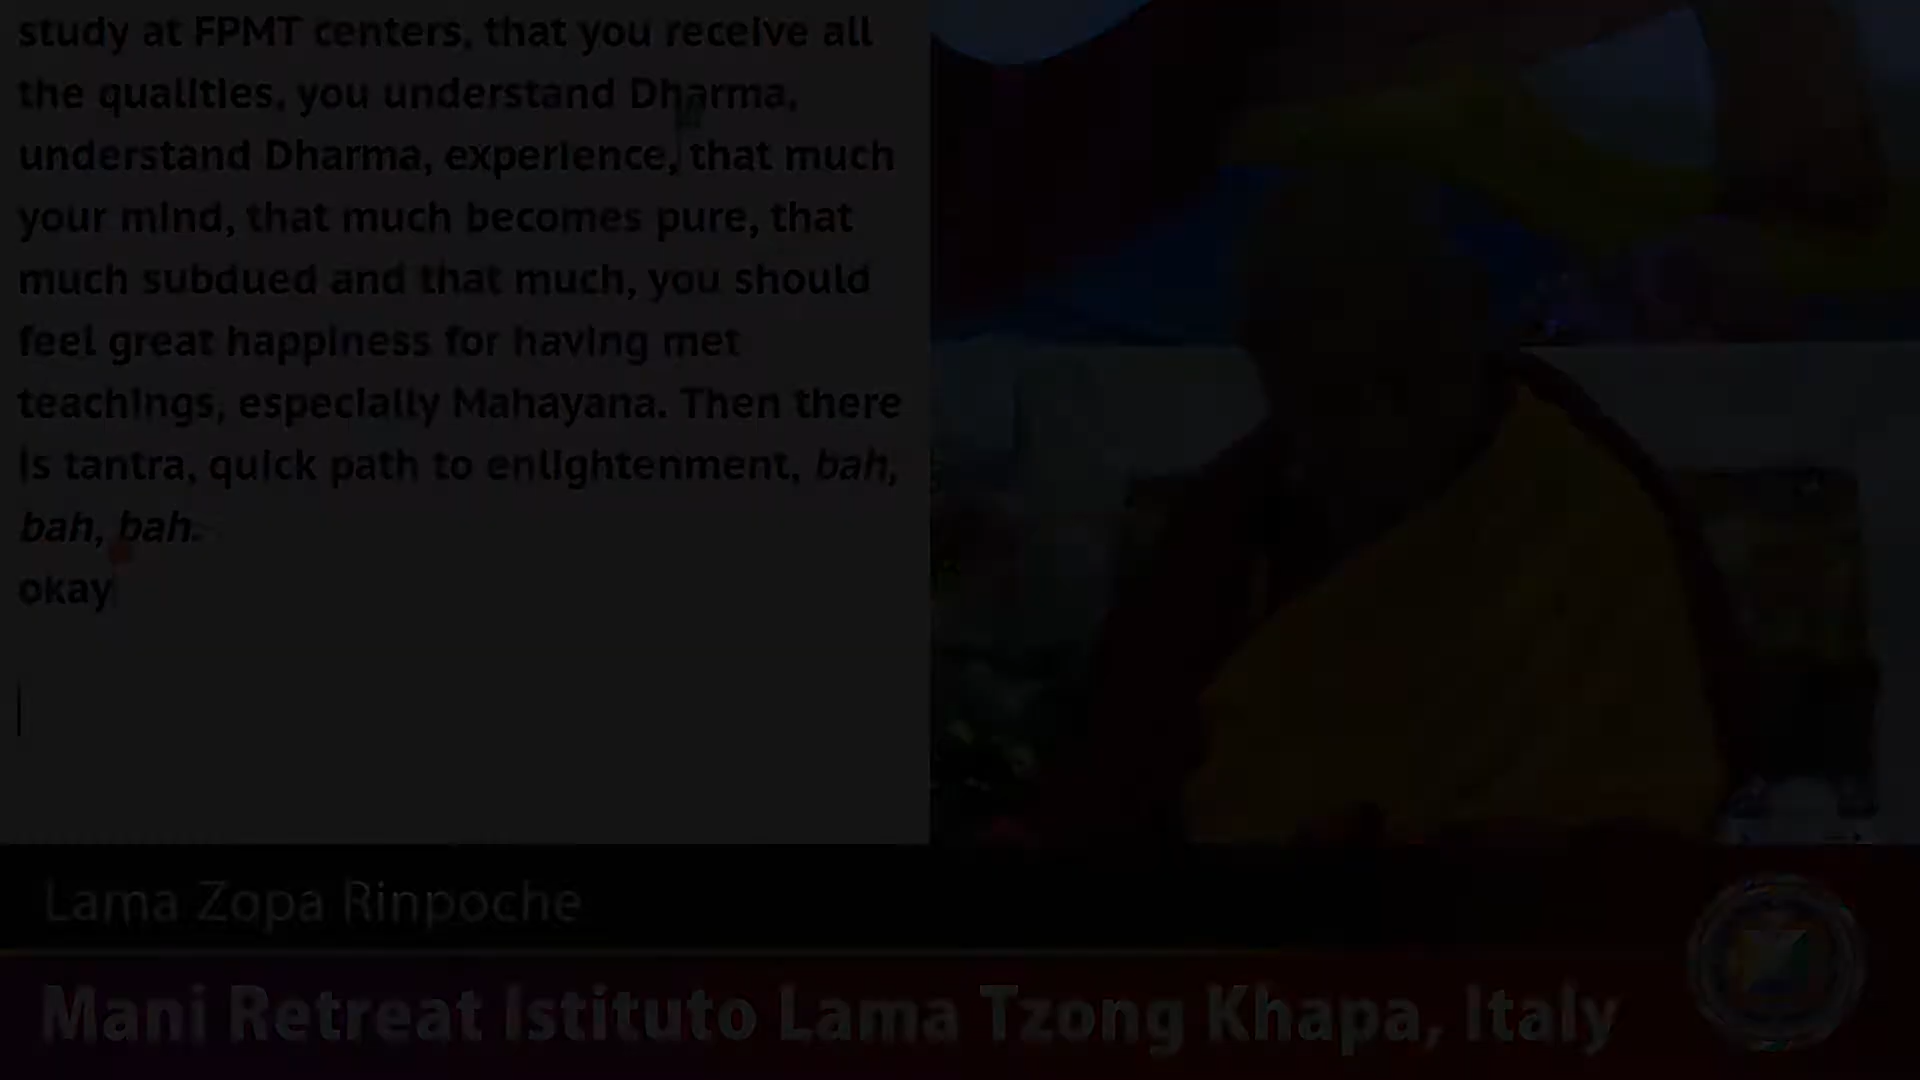 study at FPMT centers, that you receive all
the qualities, you understand Dharma,
understand Dharma, experience, that much
your mind, that much becomes pure, that
much subdued and that much, you should
feel great happiness for having met
teachings, especially Mahayana. Then there
is tantra, quick path to enlightenment, bah,
bah, bah.
okay
Lama Zopa Rinpoche
Mani Retreat Istituto Lama Tzong Khapa, Italy